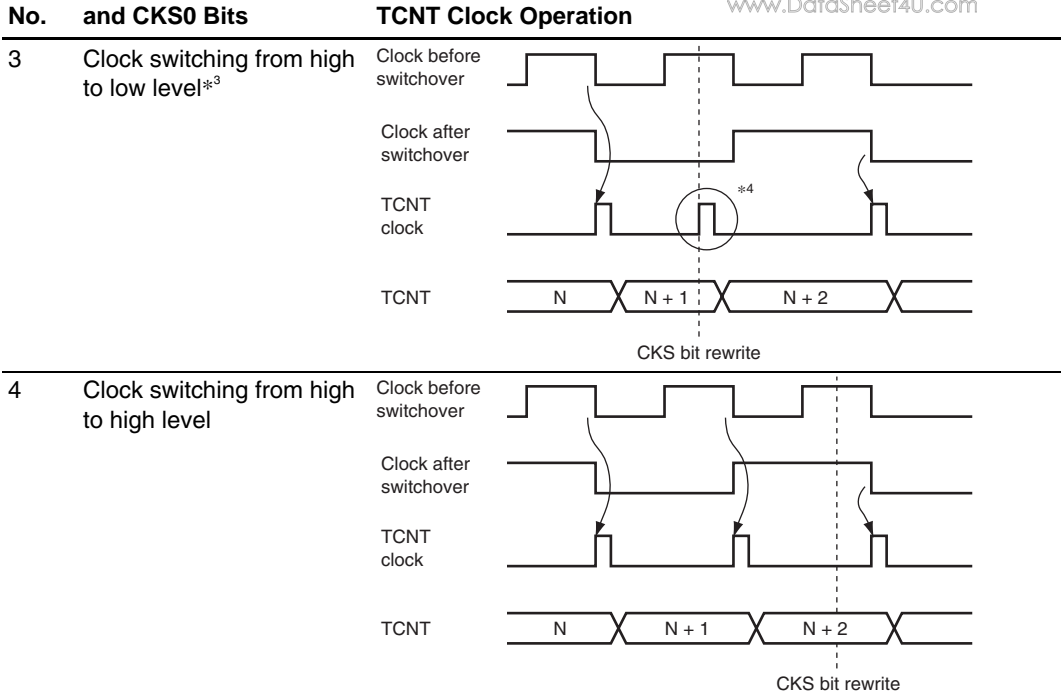 www.DataSheet4U.com
No. and CKS0 Bits TCNT Clock Operation
3 Clock switching from high to low level*3
Clock before switchover
Clock after switchover
TCNT clock
*4
TCNT N N + 1 N + 2
CKS bit rewrite
4 Clock switching from high to high level
Clock before switchover
Clock after switchover
TCNT clock
TCNT N N + 1 N + 2
CKS bit rewrite